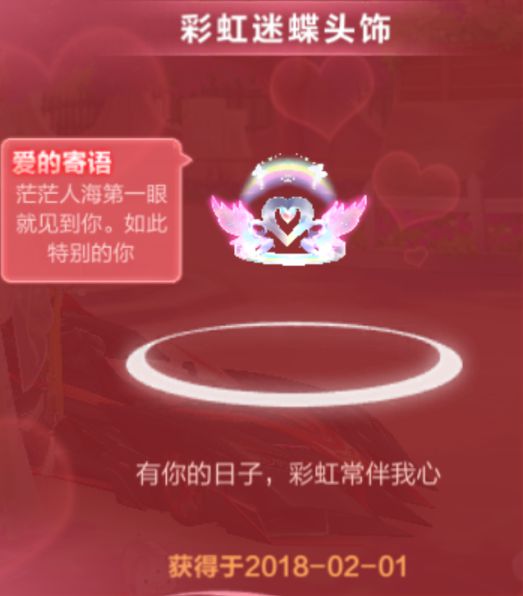 彩虹迷蝶头饰
爱的寄语
茫茫人海第一眼
就见到你。如此
特别的你
有你的日子，彩虹常伴我心
获得于2018-02-01